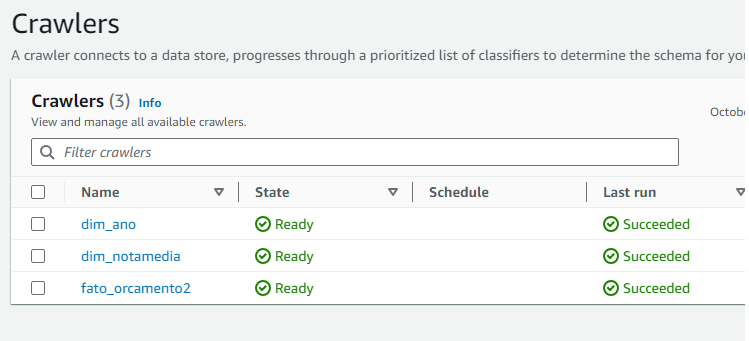 Crawlers
A crawler connects to a data store, progresses through a prioritized list of classifiers to determine the schema for you
Crawlers (3) Info
View and manage all available crawlers.
Octobe
Filter crawlers
Name State Schedule Last run
dim_ano Ready Succeeded
dim_notamedia Ready Succeeded
fato_orcamento2 Ready Succeeded